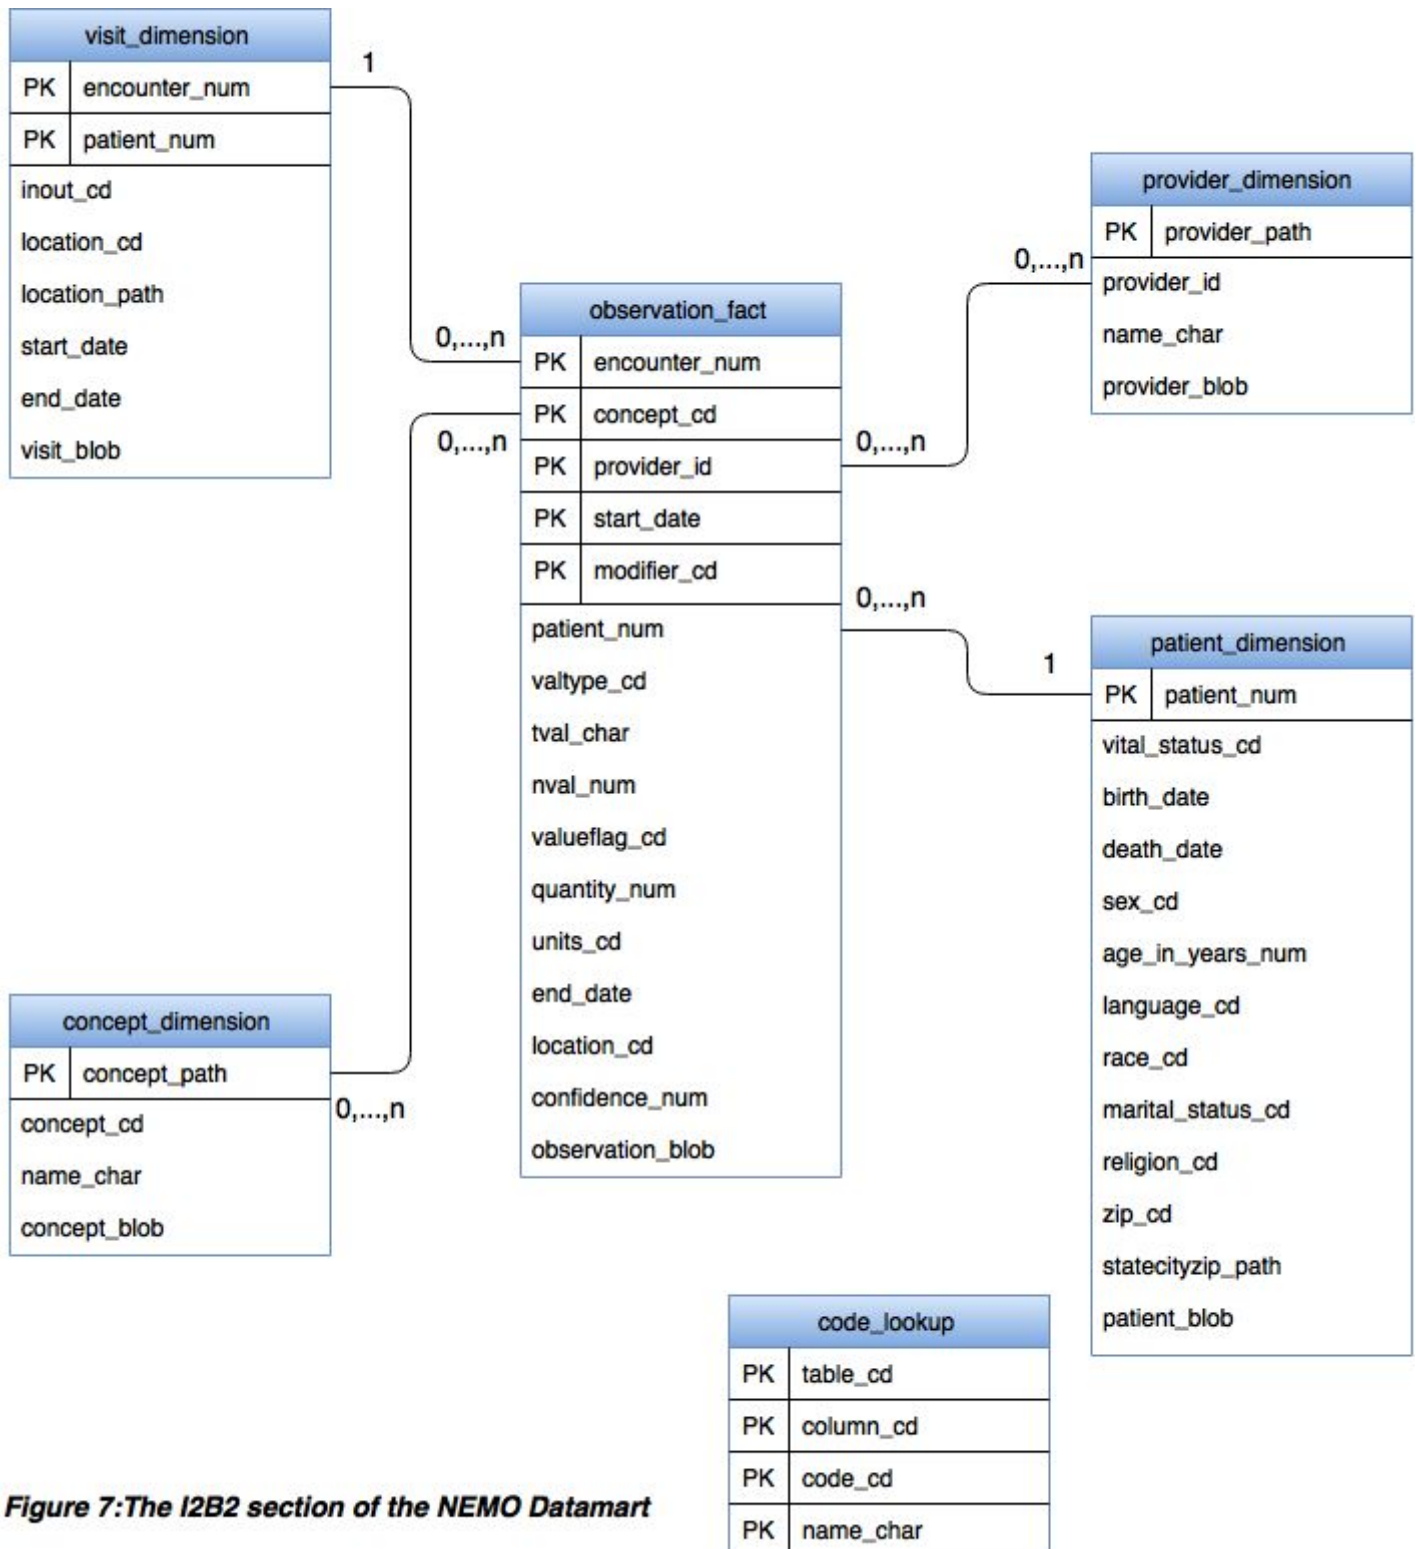 visit_dimension
PK encounter_num
PK patient_num
inout_cd
location_cd
location_path
start_date
end_date
visit_blob
1
0,...,n
provider_dimension
PK provider_path
provider_id
name_char
provider_blob
0,...,n
observation_fact
PK encounter_num
PK concept_cd
PK provider_id
PK start_date
PK modifier_cd
patient_num
valtype_cd
tval_char
nval_num
valueflag_cd
quantity_num
units_cd
end_date
location_cd
confidence_num
observation_blob
0,...,n
0,...,n
0,...,n
1
patient_dimension
PK patient_num
vital_status_cd
birth_date
death_date
sex_cd
age_in_years_num
language_cd
race_cd
marital_status_cd
religion_cd
zip_cd
statecityzip_path
patient_blob
concept_dimension
PK concept_path
concept_cd
name_char
concept_blob
0,...,n
code_lookup
PK table_cd
PK column_cd
PK code_cd
PK name_char
Figure 7:The I2B2 section of the NEMO Datamart